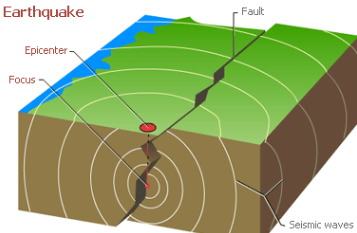 Earthquake
Fault
Epicenter
Focus
Seismic waves